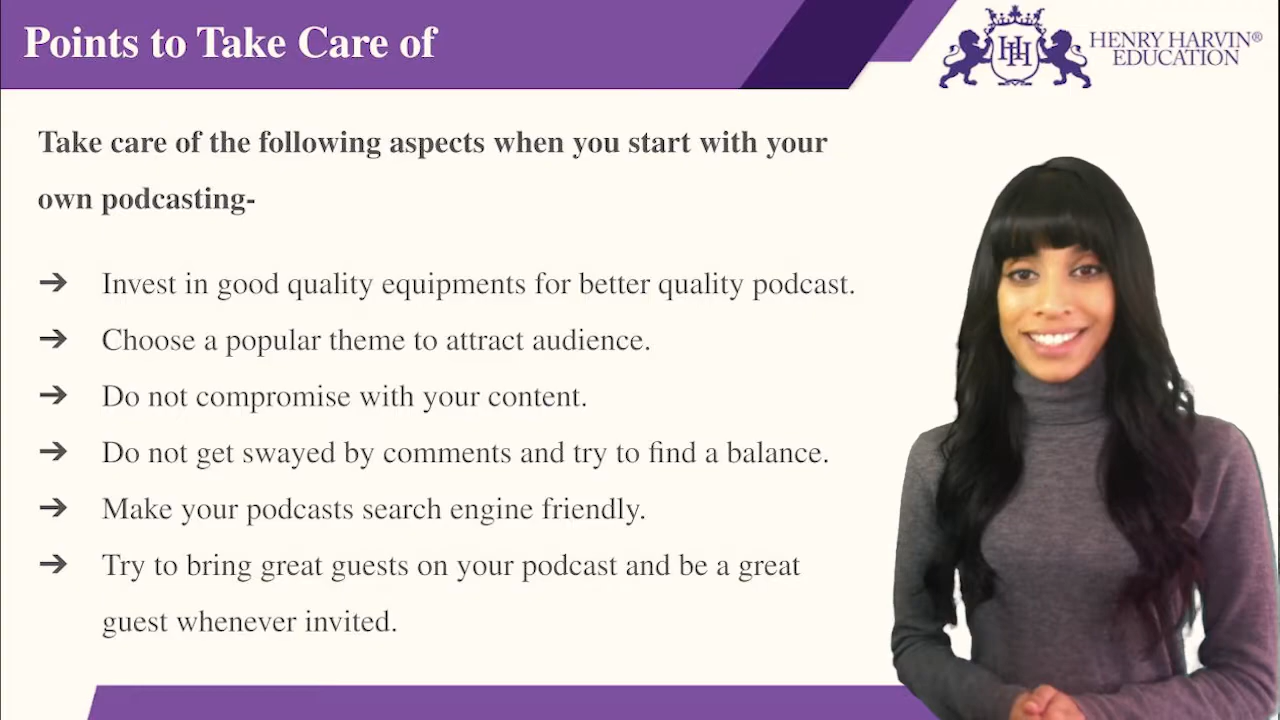 Points to Take Care of
HENRY HARVIN®
EDUCATION
Take care of the following aspects when you start with your
own podcasting-
➔ Invest in good quality equipments for better quality podcast.
➔ Choose a popular theme to attract audience.
➔ Do not compromise with your content.
➔ Do not get swayed by comments and try to find a balance.
➔ Make your podcasts search engine friendly.
➔ Try to bring great guests on your podcast and be a great
guest whenever invited.